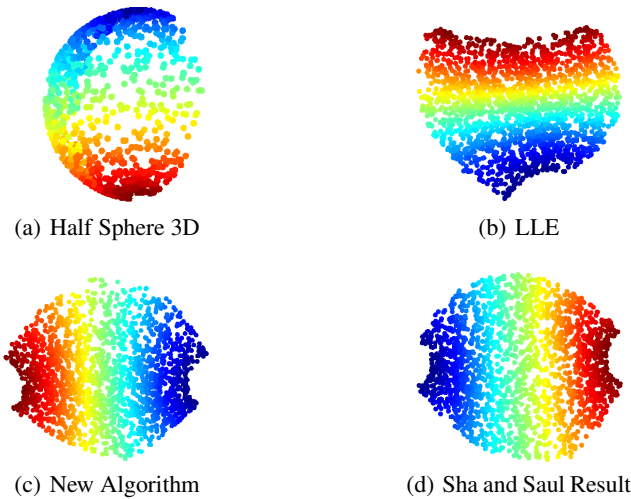 (a) Half Sphere 3D
(b) LLE
(c) New Algorithm
(d) Sha and Saul Result